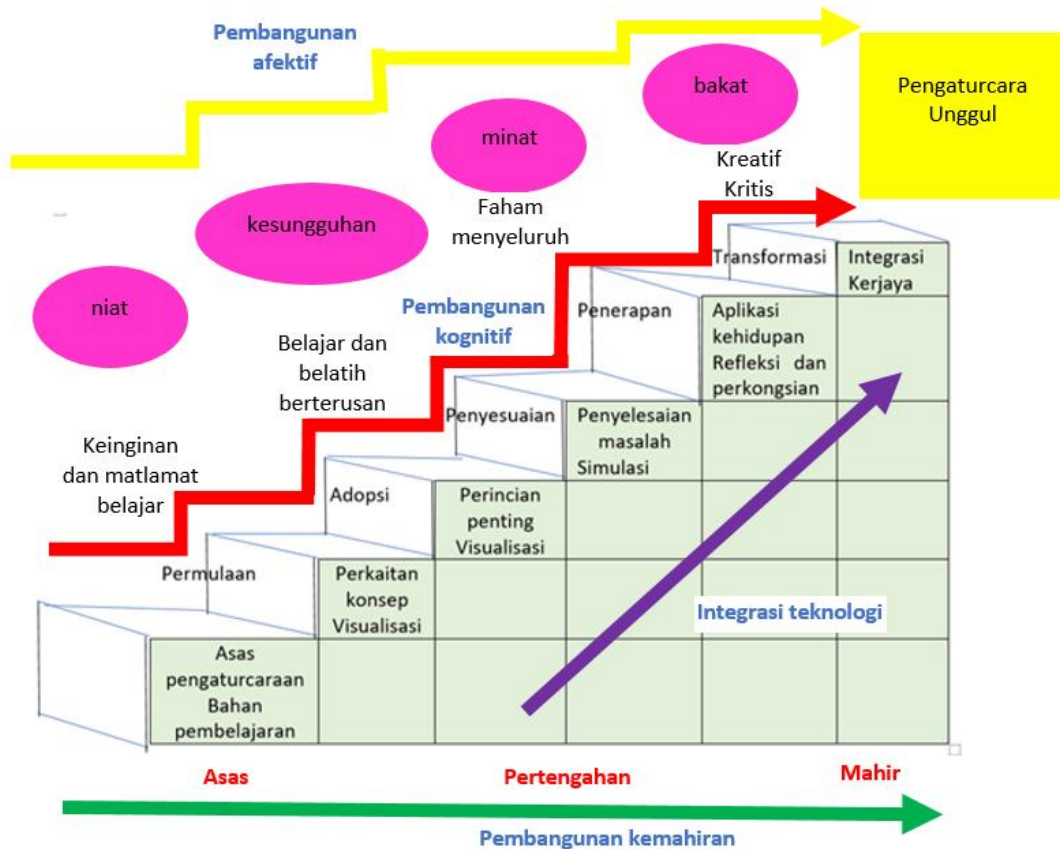 Pembangunan
afektif
bakat
Pengaturcara
Unggul
minat
Kreatif
Kritis
kesungguhan
Faham
menyeluruh
Transformasi
Integrasi
Kerjaya
niat
Pembangunan
kognitif
Penerapan
Aplikasi
kehidupan
Refleksi dan
perkongsian
Belajar dan
belatih
berterusan
Penyesuaian
Penyelesaian
masalah
Simulasi
Keinginan
dan matlamat
belajar
Adopsi
Perincian
penting
Visualisasi
Permulaan
Perkaitan
konsep
Visualisasi
Integrasi teknologi
Asas
pengaturcaraan
Bahan
pembelajaran
Asas
Pertengahan
Mahir
Pembangunan kemahiran